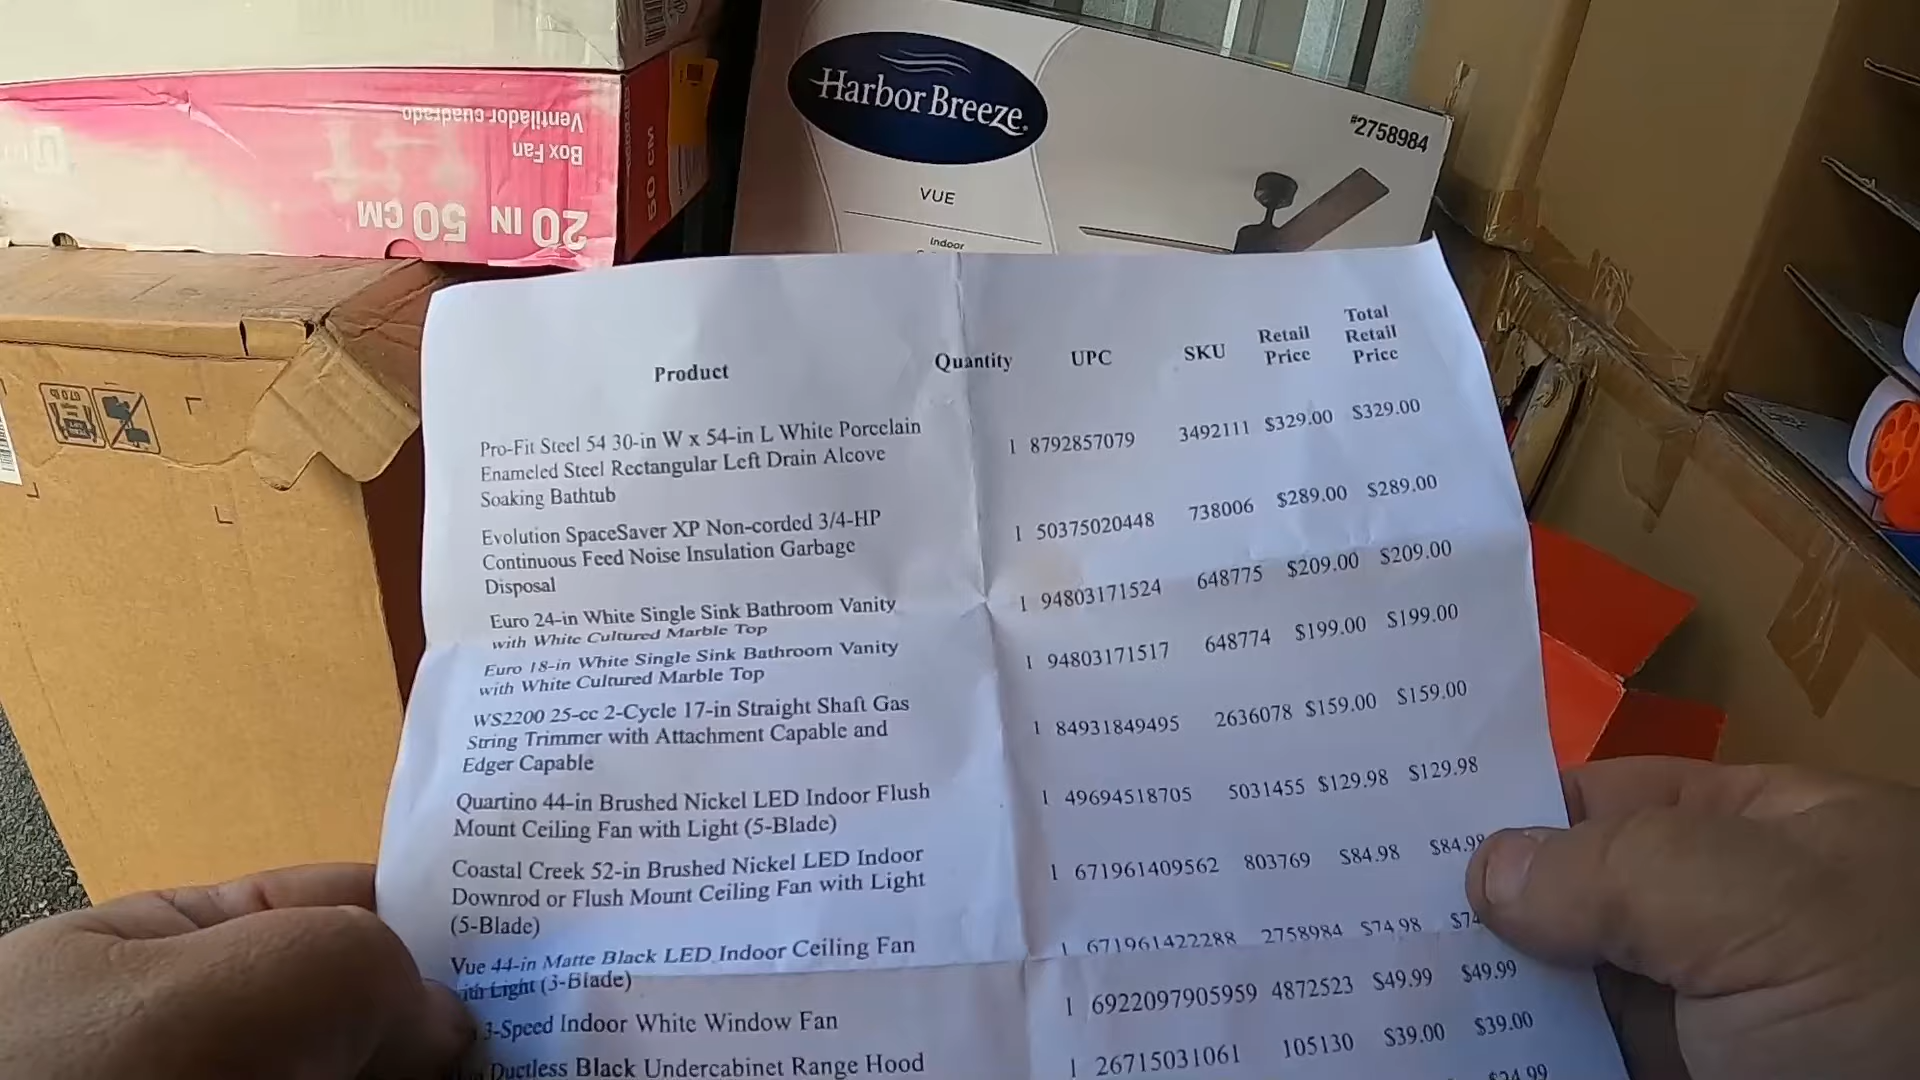 Ventilador cuadrado
Box Fan
20 IN 50 CM
50 CM
Harbor Breeze
VUE
Indoor
#2758984
Product Quantity UPC SKU Retail Price Total Retail Price
Pro-Fit Steel 54 30-in W x 54-in L White Porcelain
Enameled Steel Rectangular Left Drain Alcove
Soaking Bathtub
1 8792857079 3492111 $329.00 $329.00
Evolution SpaceSaver XP Non-corded 3/4-HP
Continuous Feed Noise Insulation Garbage
Disposal
1 50375020448 738006 $289.00 $289.00
Euro 24-in White Single Sink Bathroom Vanity
with White Cultured Marble Top
1 94803171524 648775 $209.00 $209.00
Euro 18-in White Single Sink Bathroom Vanity
with White Cultured Marble Top
1 94803171517 648774 $199.00 $199.00
WS2200 25-cc 2-Cycle 17-in Straight Shaft Gas
String Trimmer with Attachment Capable and
Edger Capable
1 84931849495 2636078 $159.00 $159.00
Quartino 44-in Brushed Nickel LED Indoor Flush
Mount Ceiling Fan with Light (5-Blade)
1 49694518705 5031455 $129.98 $129.98
Coastal Creek 52-in Brushed Nickel LED Indoor
Downrod or Flush Mount Ceiling Fan with Light
(5-Blade)
1 671961409562 803769 $84.98 $84.98
Vue 44-in Matte Black LED Indoor Ceiling Fan
with Light (3-Blade)
1 671961422288 2758984 $74.98 $74
3-Speed Indoor White Window Fan
1 6922097905959 4872523 $49.99 $49.99
Ductless Black Undercabinet Range Hood
1 26715031061 105130 $39.00 $39.00
$24.99